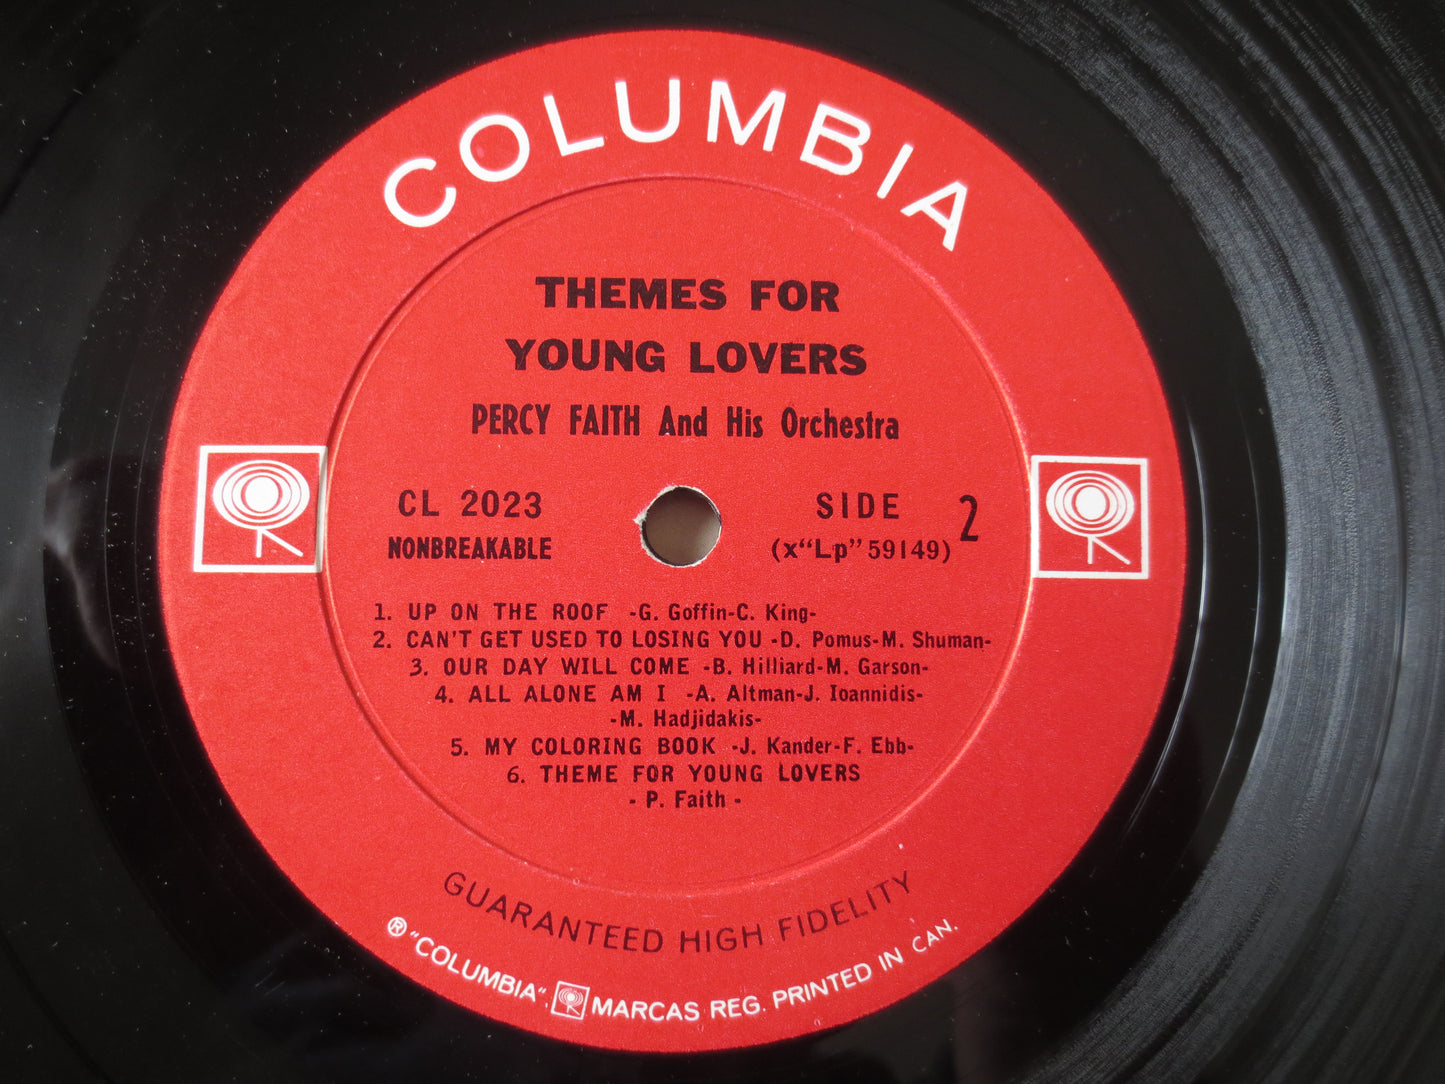 COLUMBIA
THEMES FOR
YOUNG LOVERS
PERCY FAITH And His Orchestra
CL 2023
NONBREAKABLE
SIDE 2
(x"Lp" 59149)
1. UP ON THE ROOF -G. Goffin-C. King-
2. CAN'T GET USED TO LOSING YOU -D. Pomus-M. Shuman-
3. OUR DAY WILL COME -B. Hilliard-M. Garson-
4. ALL ALONE AM I -A. Altman-J. Ioannidis-
-M. Hadjidakis-
5. MY COLORING BOOK -J. Kander-F. Ebb-
6. THEME FOR YOUNG LOVERS
- P. Faith -
GUARANTEED HIGH FIDELITY
® "COLUMBIA", MARCAS REG. PRINTED IN CAN.